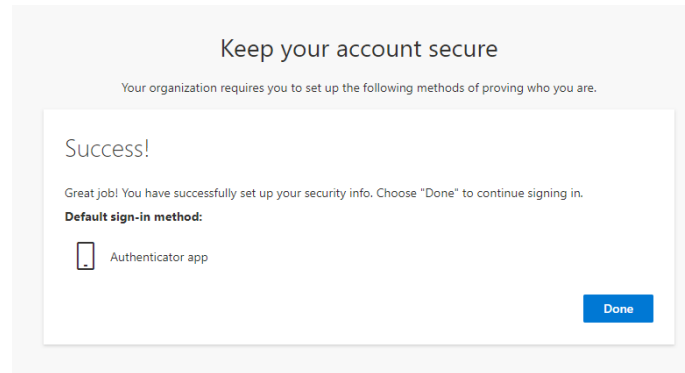 Keep your account secure
Your organization requires you to set up the following methods of proving who you are.
Success!
Great job! You have successfully set up your security info. Choose "Done" to continue signing in.
Default sign-in method:
Authenticator app
Done